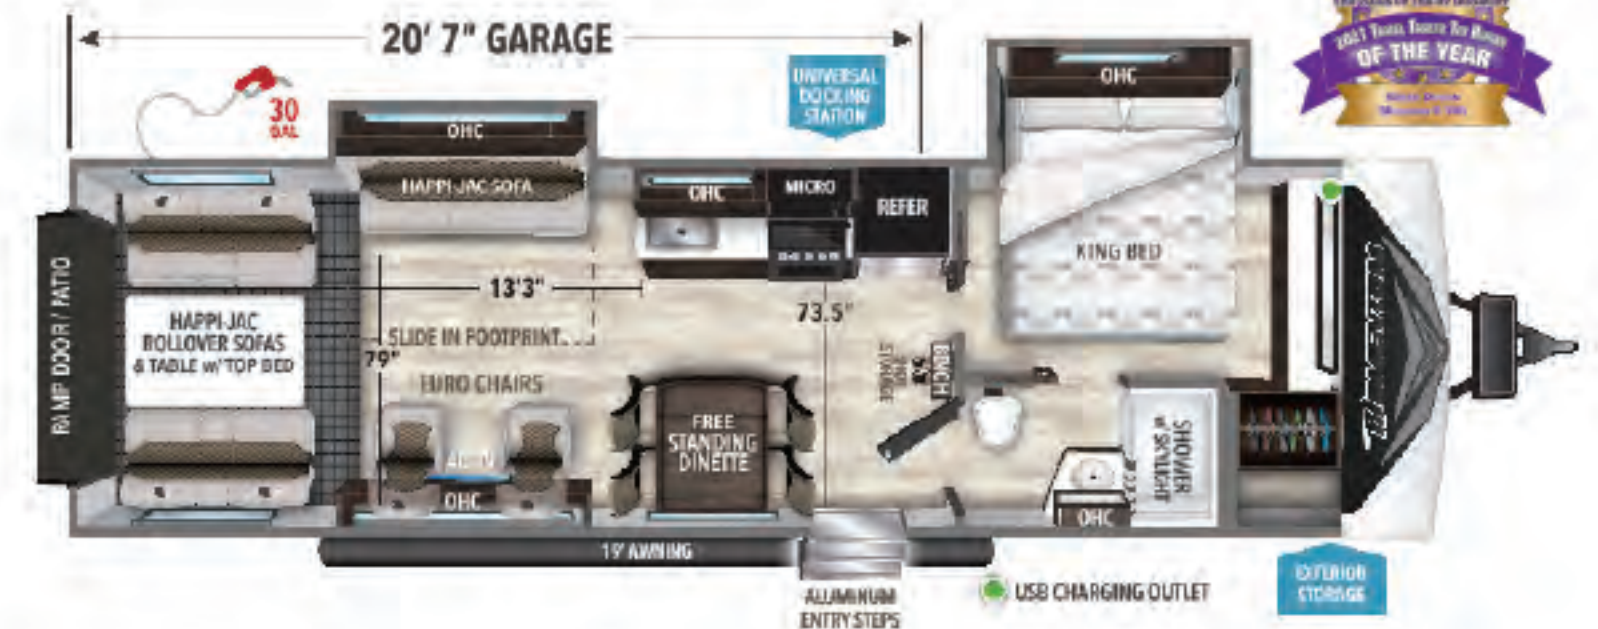 20' 7" GARAGE
OF THE YEAR
30
GAL
UNIVERSAL
DOCKING
STATION
OHC
OHC
HAPPI-JAC SOFA
OHC
MICRO
REFER
KING BED
RAMP DOOR / PATIO
13'3"
73.5"
HAPPI-JAC
ROLLOVER SOFAS
& TABLE w/ TOP BED
SLIDE IN FOOTPRINT
79"
EURO CHAIRS
BENCH
FREE
STANDING
DINETTE
SHOWER
w/ SKYLIGHT
OHC
OHC
19' AWNING
ALUMINUM
ENTRY STEPS
USB CHARGING OUTLET
EXTERIOR
STORAGE